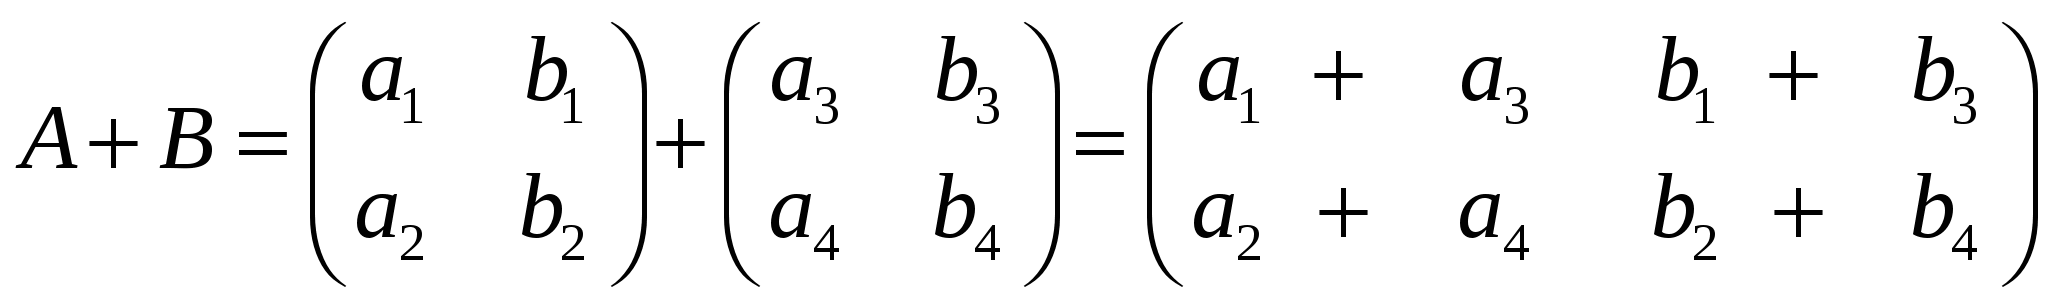 A + B = ( a₁ b₁ a₂ b₂ ) + ( a₃ b₃ a₄ b₄ ) = ( a₁ + a₃ b₁ + b₃ a₂ + a₄ b₂ + b₄ )